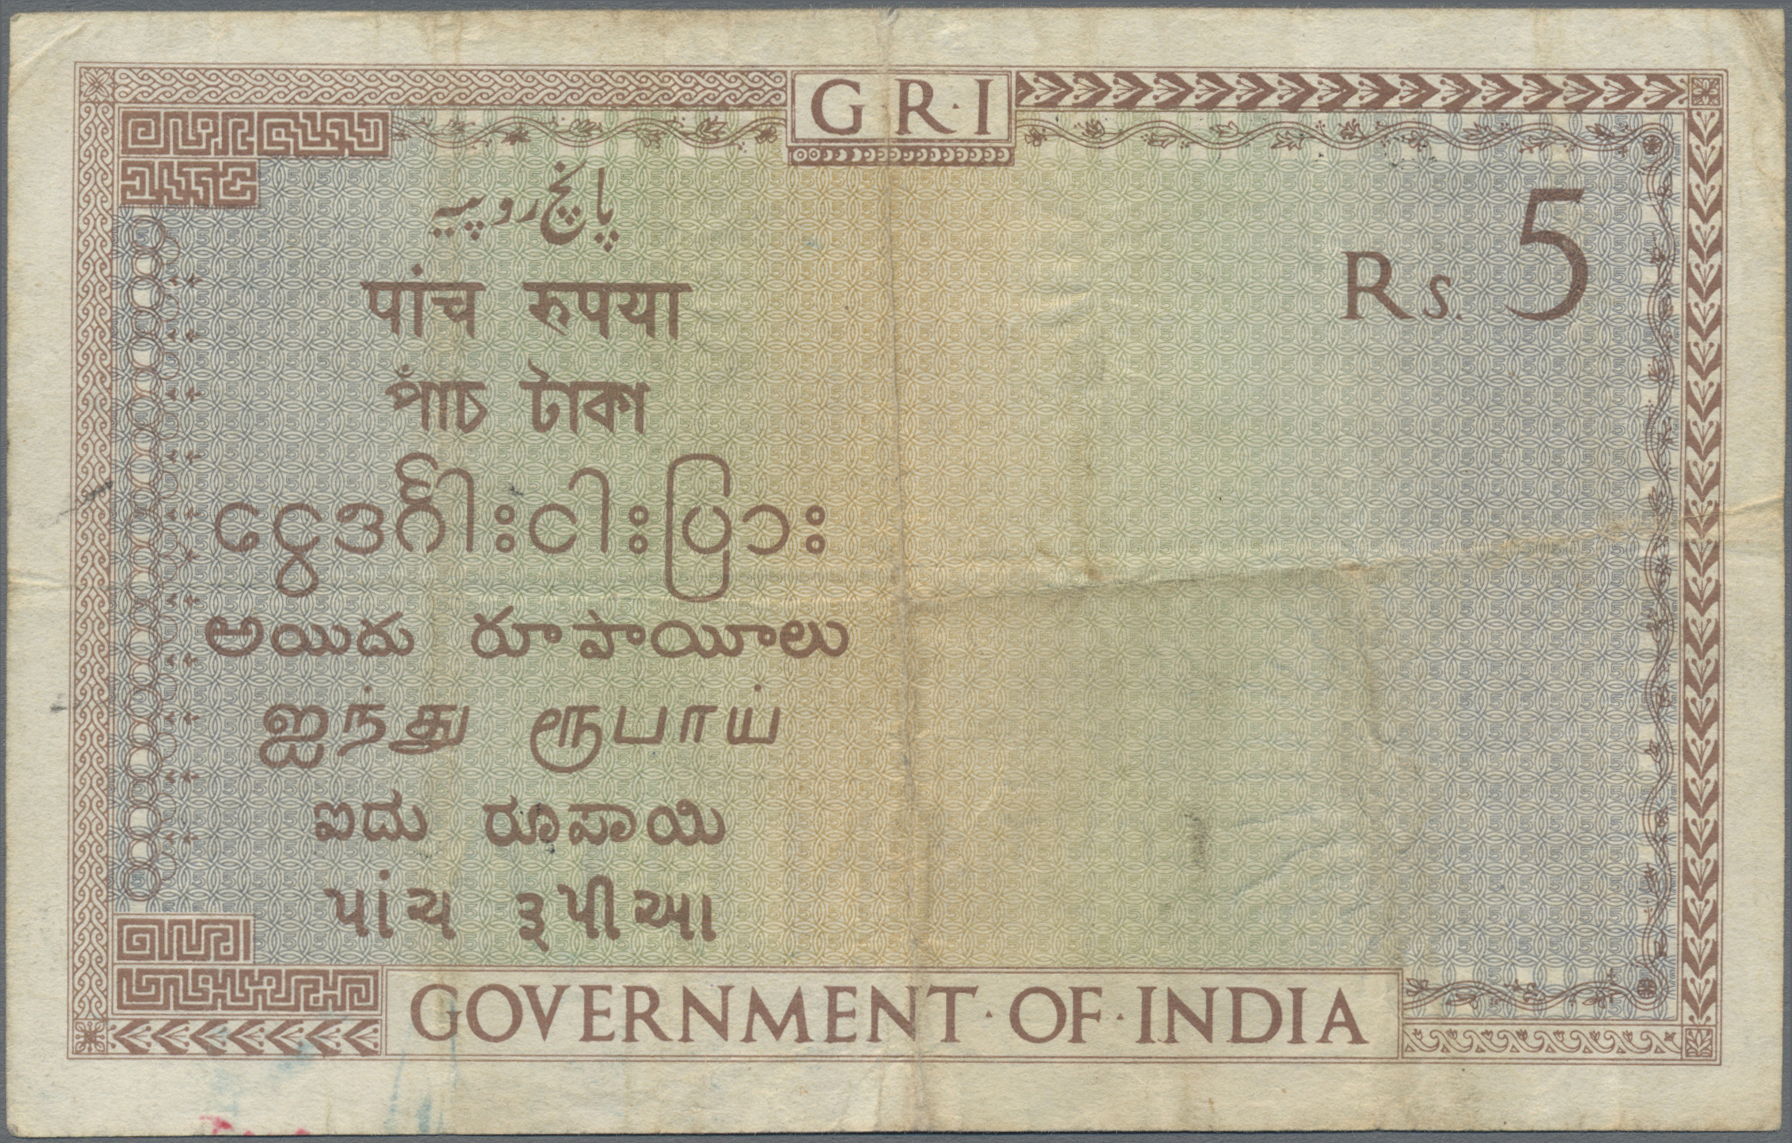 G R·I
پانچ روپیہ
Rs. 5
पांच रुपया
পাঁচ টাকা
ငွေဒင်္ဂါးငါးပြား
అయిదు రూపాయీలు
ஐந்து ரூபாய்
ಐದು ರೂಪಾಯಿ
પાંચ રૂપીઆ
GOVERNMENT·OF·INDIA